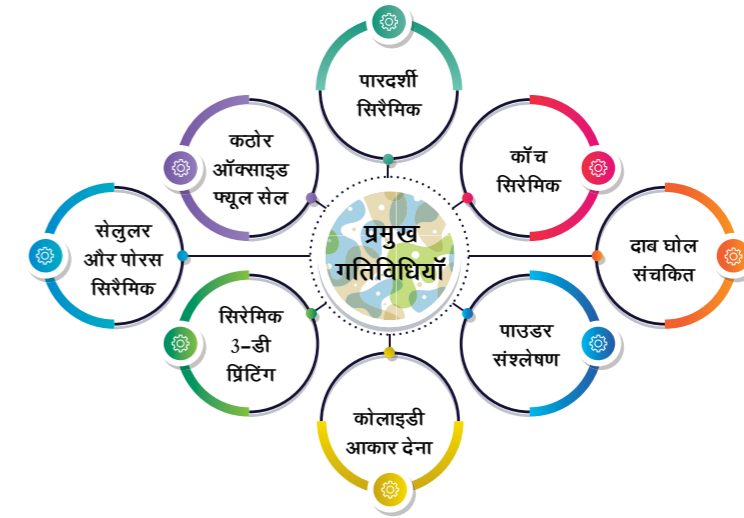 पारदर्शी
सिरैमिक
कठोर
ऑक्साइड
फ्यूल सेल
कॉच
सिरेमिक
सेलुलर
और पोरस
सिरैमिक
प्रमुख
गतिविधियॉ
दाब घोल
संचकित
सिरेमिक
3-डी
प्रिंटिंग
पाउडर
संश्लेषण
कोलाइडी
आकार देना